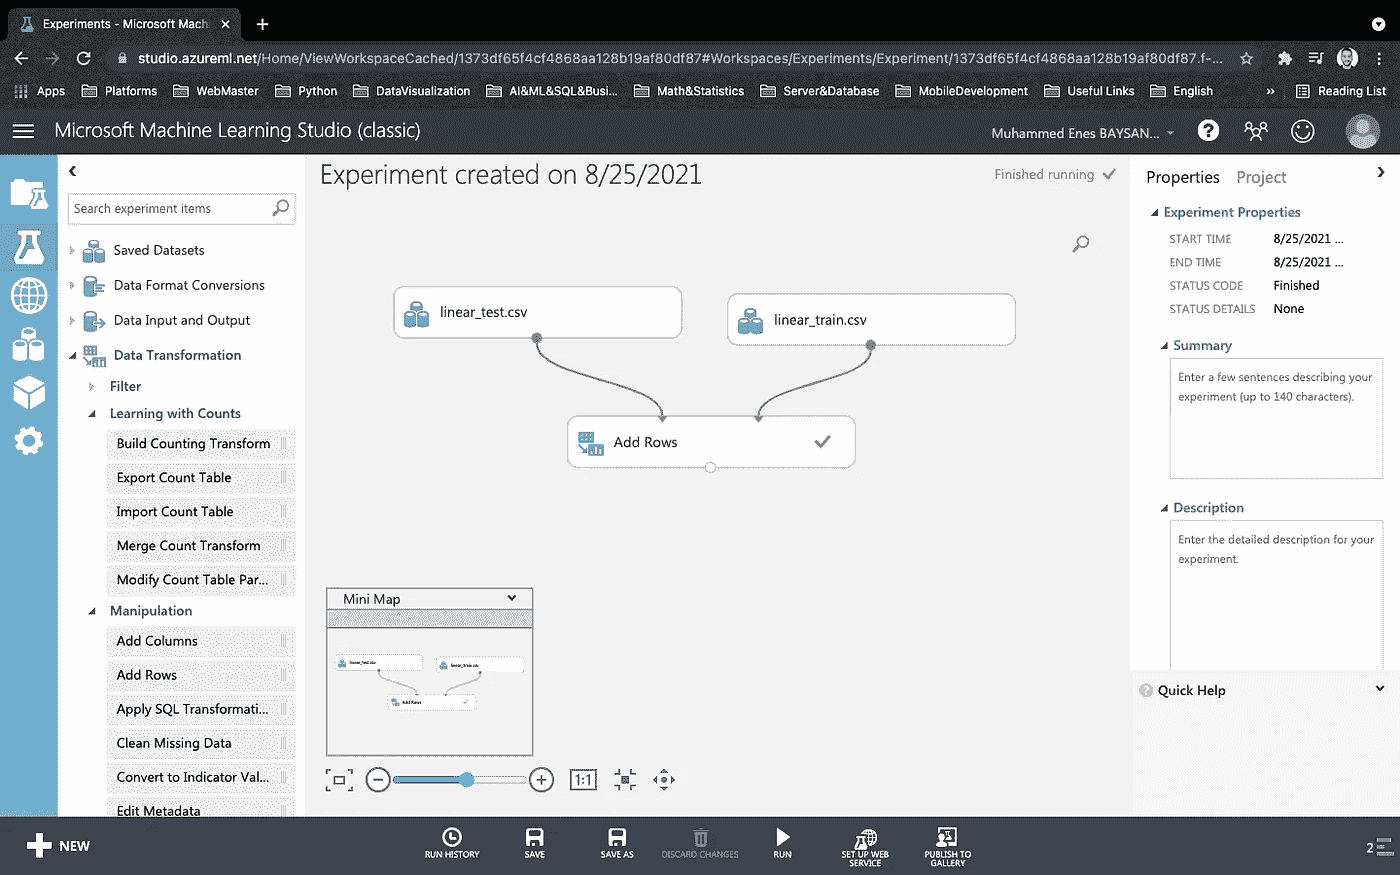 Experiments - Microsoft Mach
studio.azureml.net/Home/ViewWorkspaceCached/1373df65f4cf4868aa128b19af80df87#Workspaces/Experiments/Experiment/1373df65f4cf4868aa128b19af80df87.f-...
Apps Platforms WebMaster Python DataVisualization AI&ML&SQL&Busi... Math&Statistics Server&Database MobileDevelopment Useful Links English » Reading List
Microsoft Machine Learning Studio (classic)
Muhammed Enes BAYSAN...
Search experiment items
Saved Datasets
Data Format Conversions
Data Input and Output
Data Transformation
Filter
Learning with Counts
Build Counting Transform
Export Count Table
Import Count Table
Merge Count Transform
Modify Count Table Par...
Manipulation
Add Columns
Add Rows
Apply SQL Transformati...
Clean Missing Data
Convert to Indicator Val...
Edit Metadata
Experiment created on 8/25/2021
Finished running
linear_test.csv
linear_train.csv
Add Rows
Mini Map
linear_test.csv
linear_train.csv
Add Rows
1:1
Properties Project
Experiment Properties
START TIME 8/25/2021 ...
END TIME 8/25/2021 ...
STATUS CODE Finished
STATUS DETAILS None
Summary
Enter a few sentences describing your
experiment (up to 140 characters).
Description
Enter the detailed description for your
experiment.
Quick Help
NEW
RUN HISTORY
SAVE
SAVE AS
DISCARD CHANGES
RUN
SET UP WEB
SERVICE
PUBLISH TO
GALLERY
2